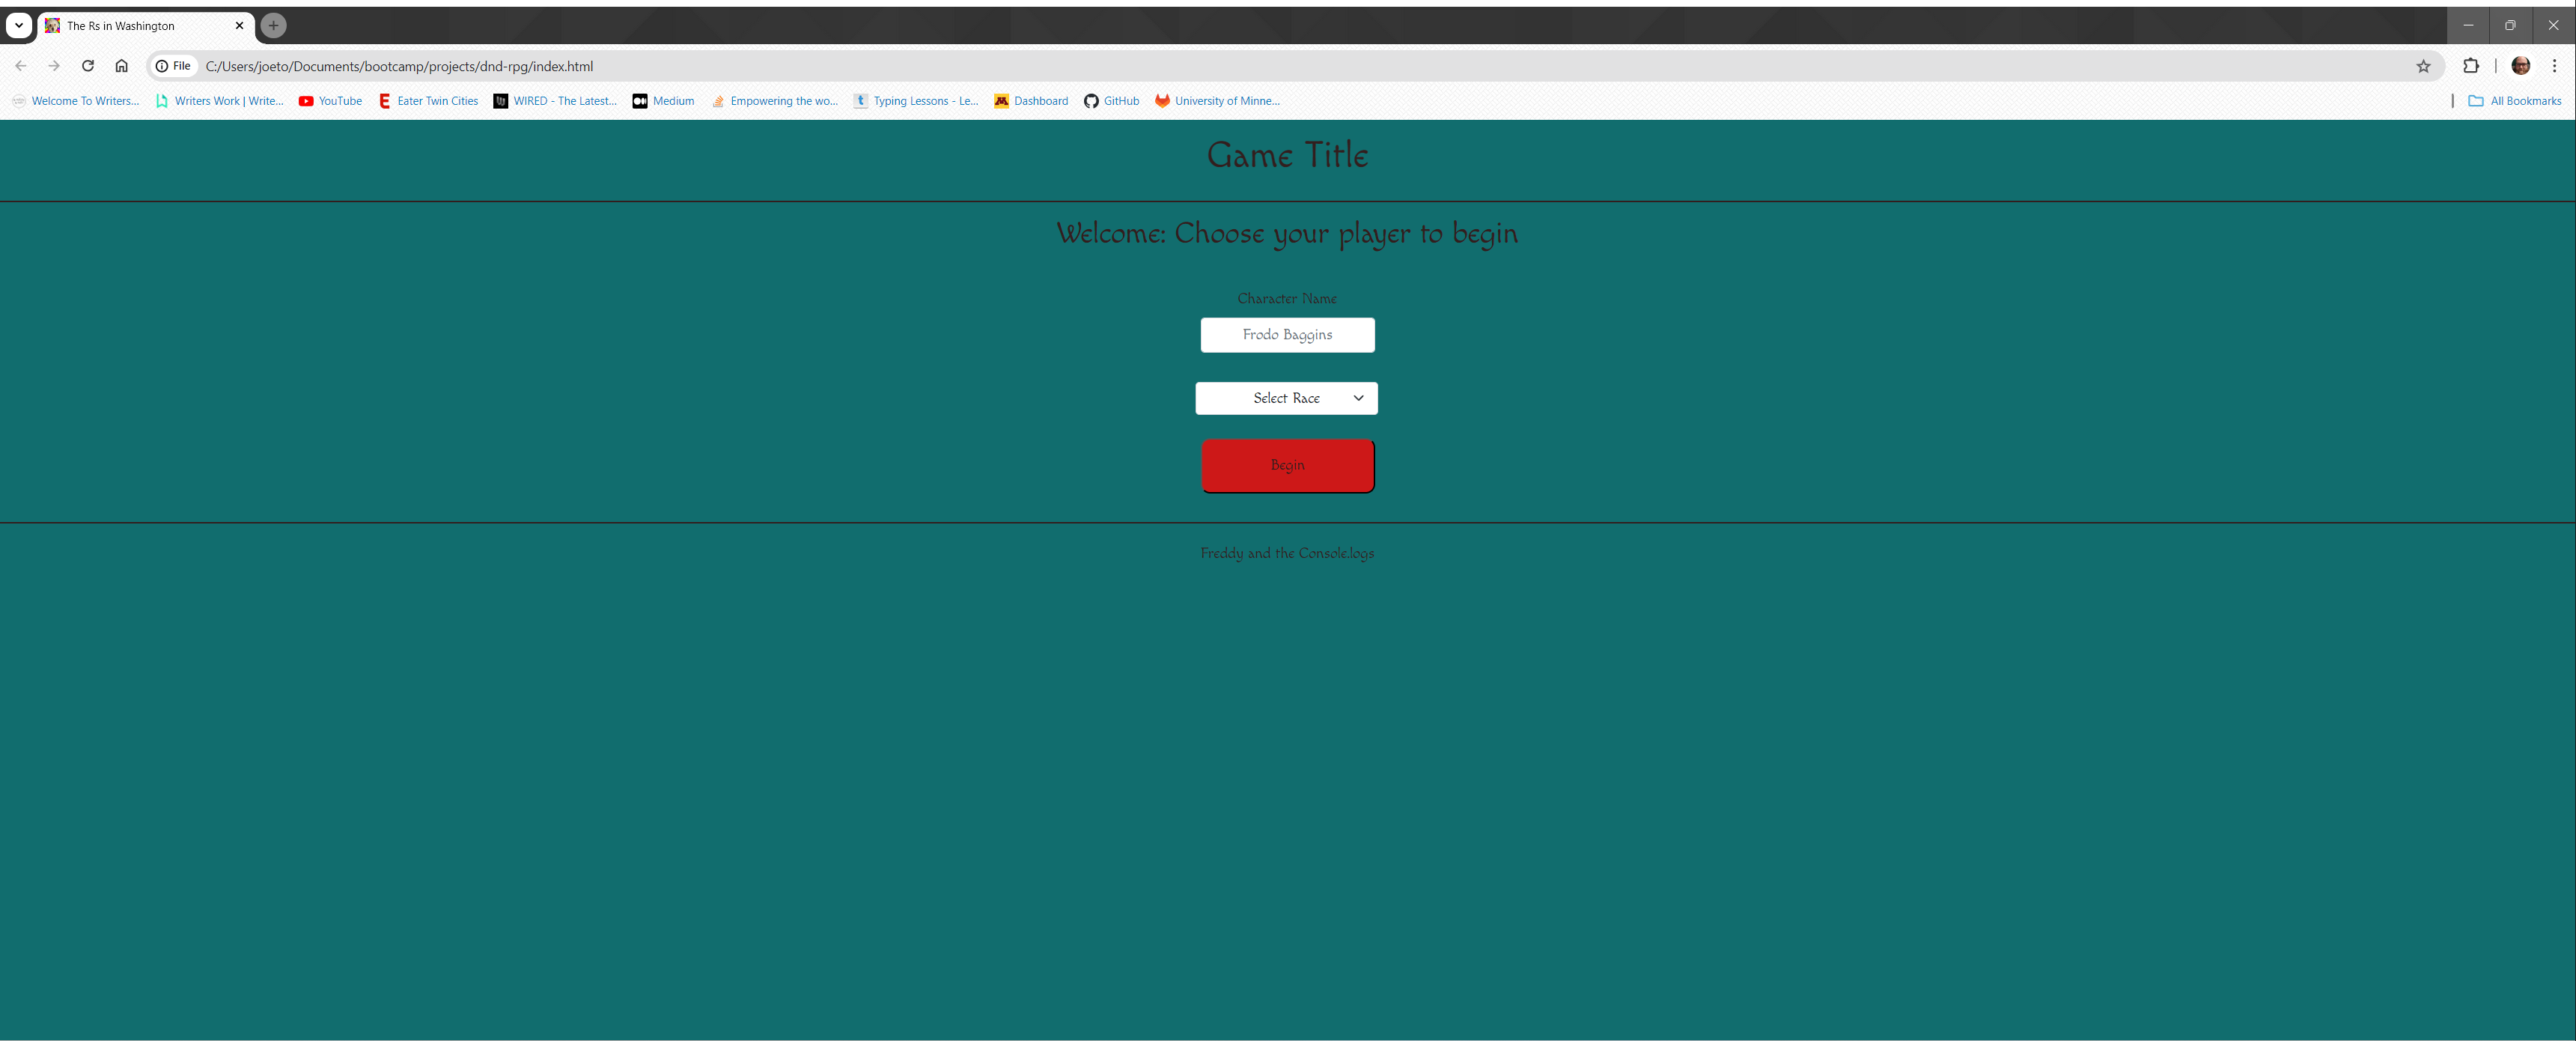 The Rs in Washington
File C:/Users/joeto/Documents/bootcamp/projects/dnd-rpg/index.html
Welcome To Writers... Writers Work | Write... YouTube Eater Twin Cities WIRED - The Latest... Medium Empowering the wo... Typing Lessons - Le... Dashboard GitHub University of Minne... All Bookmarks
Game Title
Welcome: Choose your player to begin
Character Name
Frodo Baggins
Select Race
Begin
Freddy and the Console.logs